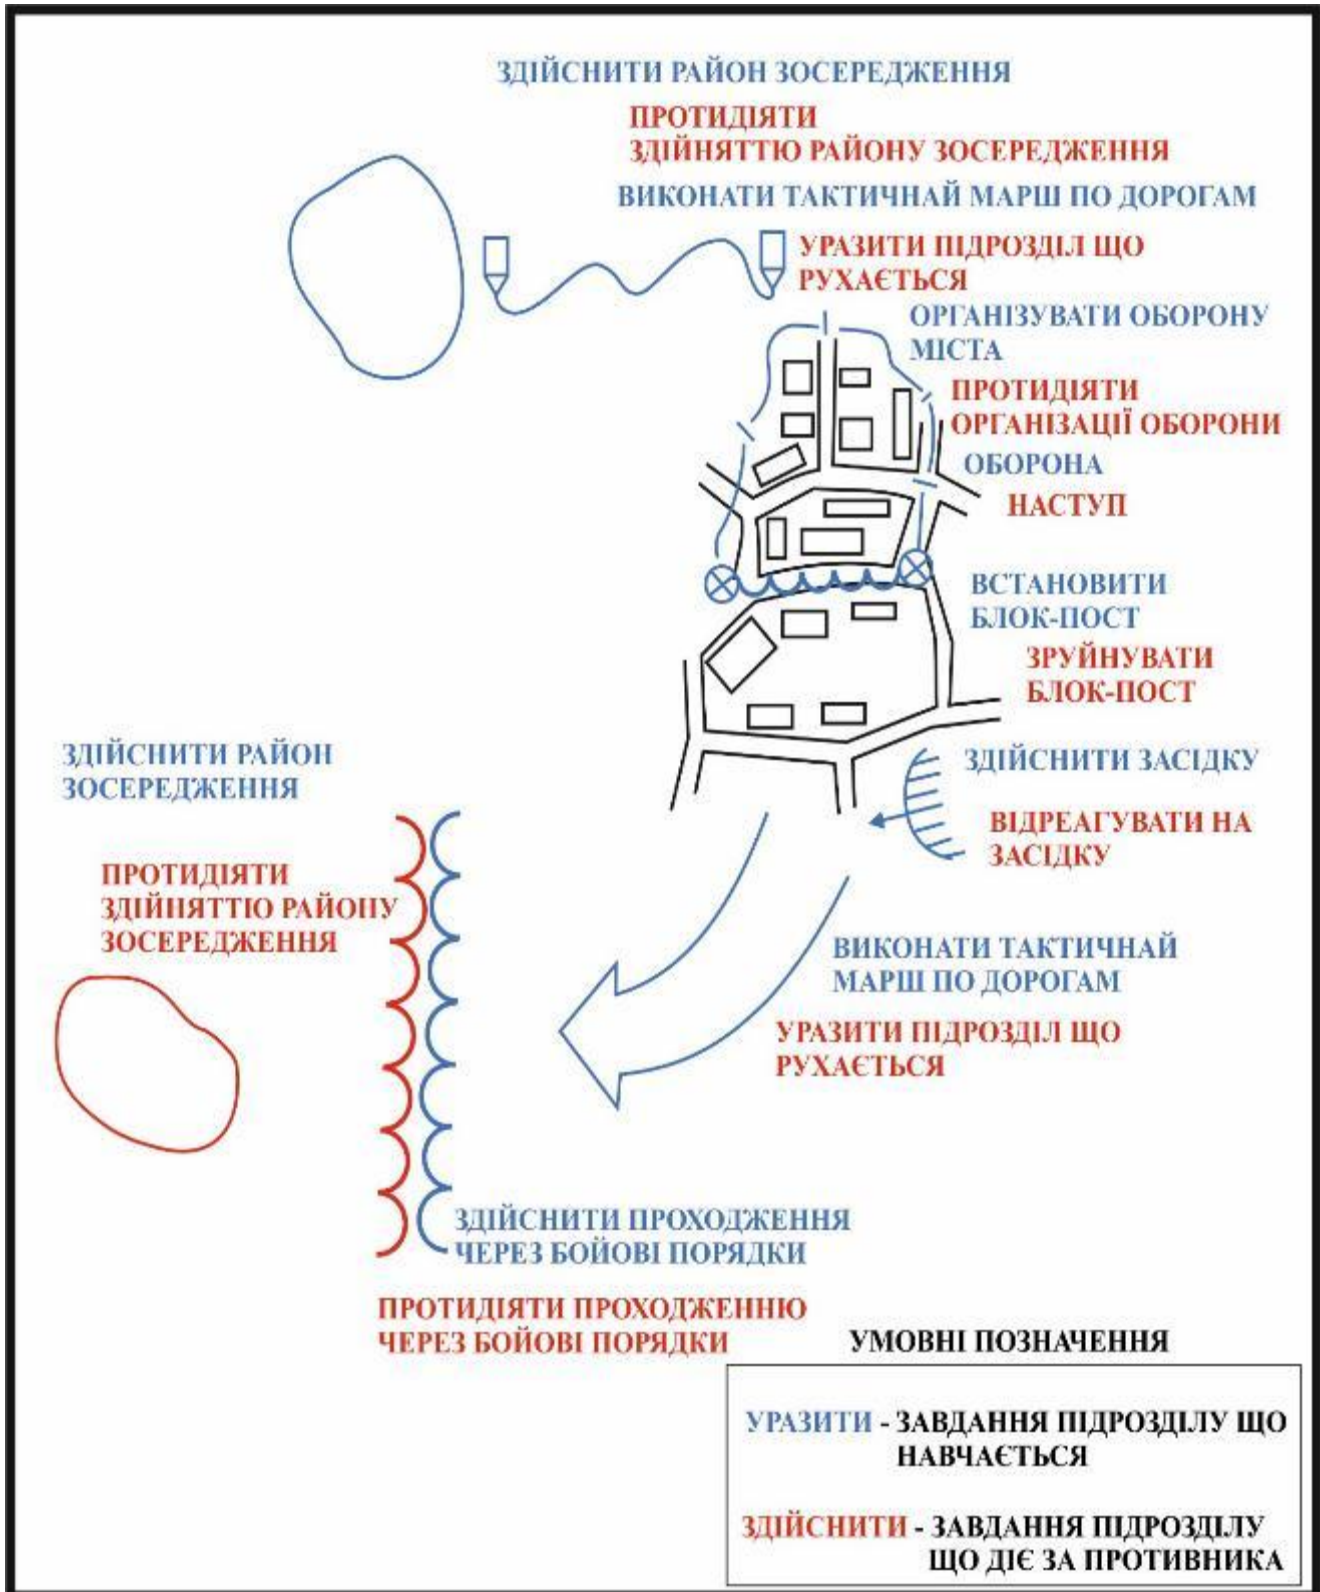 ЗДІЙСНИТИ РАЙОН ЗОСЕРЕДЖЕННЯ
ПРОТИДІЯТИ
ЗДІЙНЯТТЮ РАЙОНУ ЗОСЕРЕДЖЕННЯ
ВИКОНАТИ ТАКТИЧНАЙ МАРШ ПО ДОРОГАМ
УРАЗИТИ ПІДРОЗДІЛ ЩО
РУХАЄТЬСЯ
ОРГАНІЗУВАТИ ОБОРОНУ
МІСТА
ПРОТИДІЯТИ
ОРГАНІЗАЦІЇ ОБОРОНИ
ОБОРОНА
НАСТУП
ВСТАНОВИТИ
БЛОК-ПОСТ
ЗРУЙНУВАТИ
БЛОК-ПОСТ
ЗДІЙСНИТИ ЗАСІДКУ
ВІДРЕАГУВАТИ НА
ЗАСІДКУ
ЗДІЙСНИТИ РАЙОН
ЗОСЕРЕДЖЕННЯ
ПРОТИДІЯТИ
ЗДІЙНЯТТЮ РАЙОНУ
ЗОСЕРЕДЖЕННЯ
ВИКОНАТИ ТАКТИЧНАЙ
МАРШ ПО ДОРОГАМ
УРАЗИТИ ПІДРОЗДІЛ ЩО
РУХАЄТЬСЯ
ЗДІЙСНИТИ ПРОХОДЖЕННЯ
ЧЕРЕЗ БОЙОВІ ПОРЯДКИ
ПРОТИДІЯТИ ПРОХОДЖЕННЮ
ЧЕРЕЗ БОЙОВІ ПОРЯДКИ
УМОВНІ ПОЗНАЧЕННЯ
УРАЗИТИ - ЗАВДАННЯ ПІДРОЗДІЛУ ЩО
НАВЧАЄТЬСЯ
ЗДІЙСНИТИ - ЗАВДАННЯ ПІДРОЗДІЛУ
ЩО ДІЄ ЗА ПРОТИВНИКА